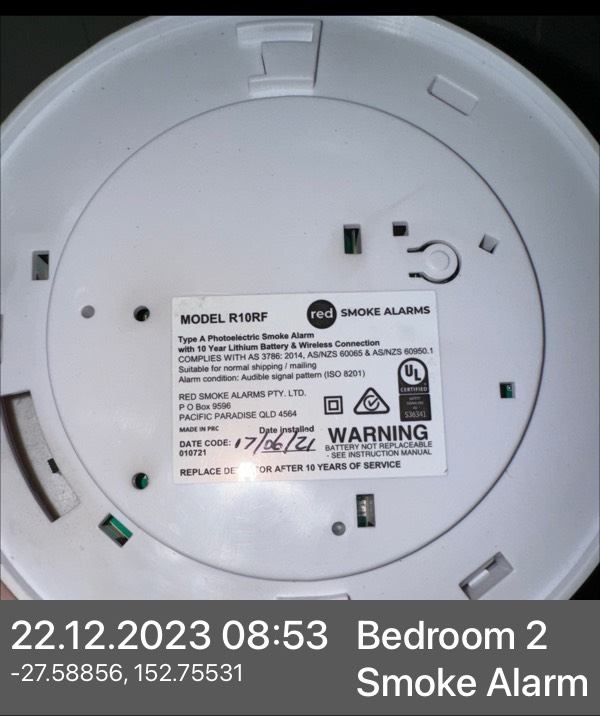 MODEL R10RF
red SMOKE ALARMS
Type A Photoelectric Smoke Alarm
with 10 Year Lithium Battery & Wireless Connection
COMPLIES WITH AS 3786: 2014, AS/NZS 60065 & AS/NZS 60950.1
Suitable for normal shipping / mailing
Alarm condition: Audible signal pattern (ISO 8201)
UL
CERTIFIED
S36341
RED SMOKE ALARMS PTY. LTD.
P O Box 9596
PACIFIC PARADISE QLD 4564
MADE IN PRC
Date installed
DATE CODE: 17/06/21
010721
WARNING
BATTERY NOT REPLACEABLE
- SEE INSTRUCTION MANUAL
REPLACE DE OR AFTER 10 YEARS OF SERVICE
22.12.2023 08:53
-27.58856, 152.75531
Bedroom 2
Smoke Alarm